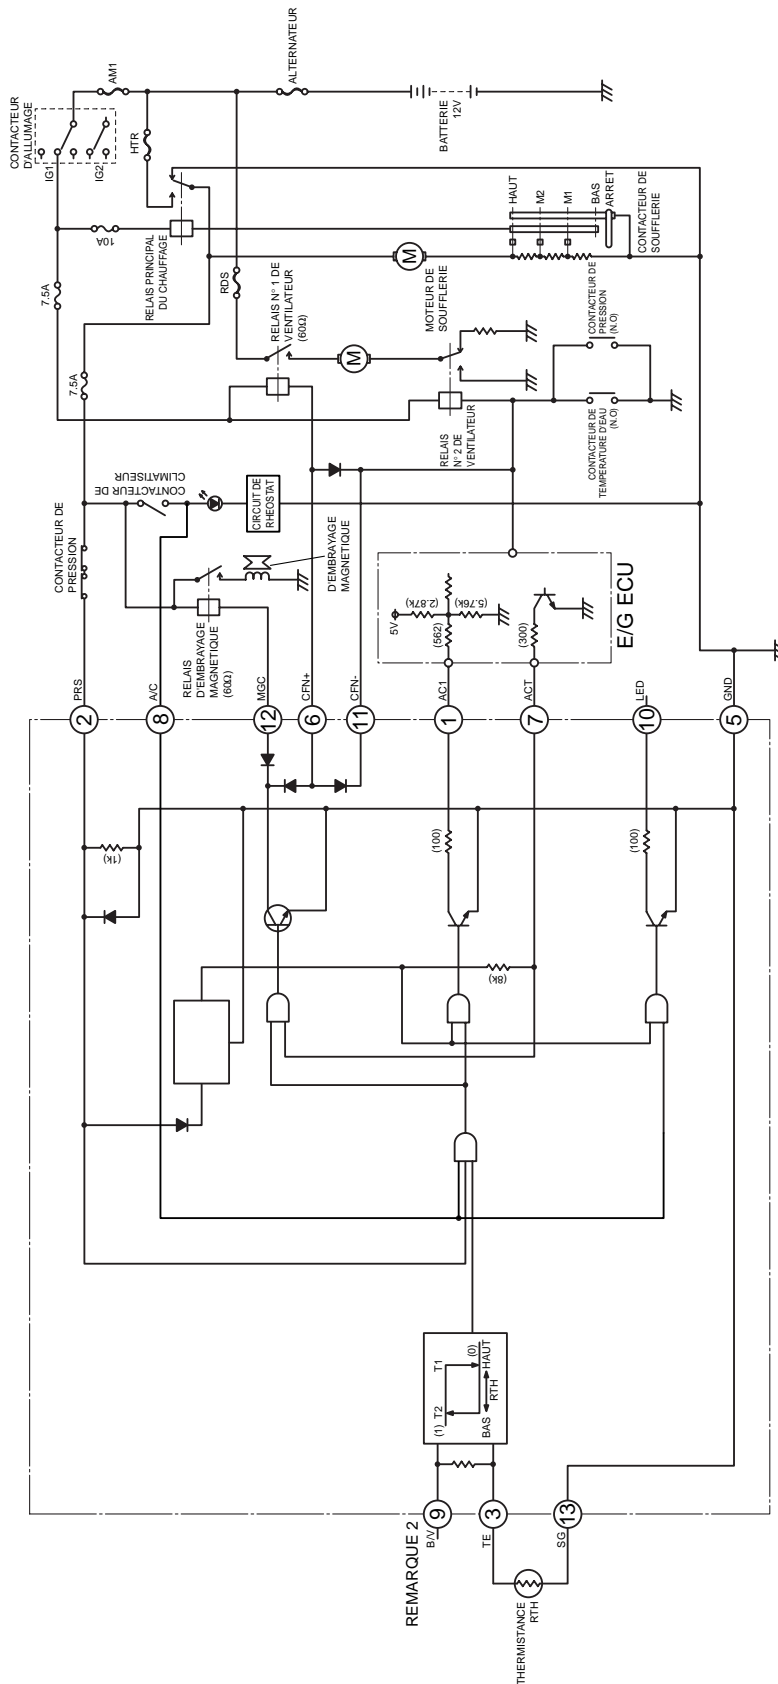 CONTACTEUR
D'ALLUMAGE
IG1
IG2
AM1
HTR
ALTERNATEUR
BATTERIE
12V
10A
7.5A
7.5A
RELAIS PRINCIPAL
DU CHAUFFAGE
RDS
RELAIS N° 1 DE
VENTILATEUR
(60Ω)
M
MOTEUR DE
SOUFFLERIE
M
HAUT
M2
M1
BAS
ARRET
CONTACTEUR DE
SOUFFLERIE
RELAIS
N° 2 DE
VENTILATEUR
CONTACTEUR DE
PRESSION
(N.O)
CONTACTEUR DE
TEMPERATURE D'EAU
(N.O)
CONTACTEUR DE
PRESSION
CONTACTEUR DE
CLIMATISEUR
CIRCUIT DE
RHEOSTAT
RELAIS
D'EMBRAYAGE
MAGNETIQUE
(60Ω)
D'EMBRAYAGE
MAGNETIQUE
5V
(2.87k)
(562)
(5.76k)
(300)
E/G ECU
PRS
2
A/C
8
MGC
12
CFN+
6
CFN-
11
AC1
1
ACT
7
LED
10
GND
5
(1k)
(100)
(100)
(8k)
(1) T2
T1
(0)
BAS
HAUT
RTH
REMARQUE 2
B/V
9
TE
3
SG
13
THERMISTANCE
RTH